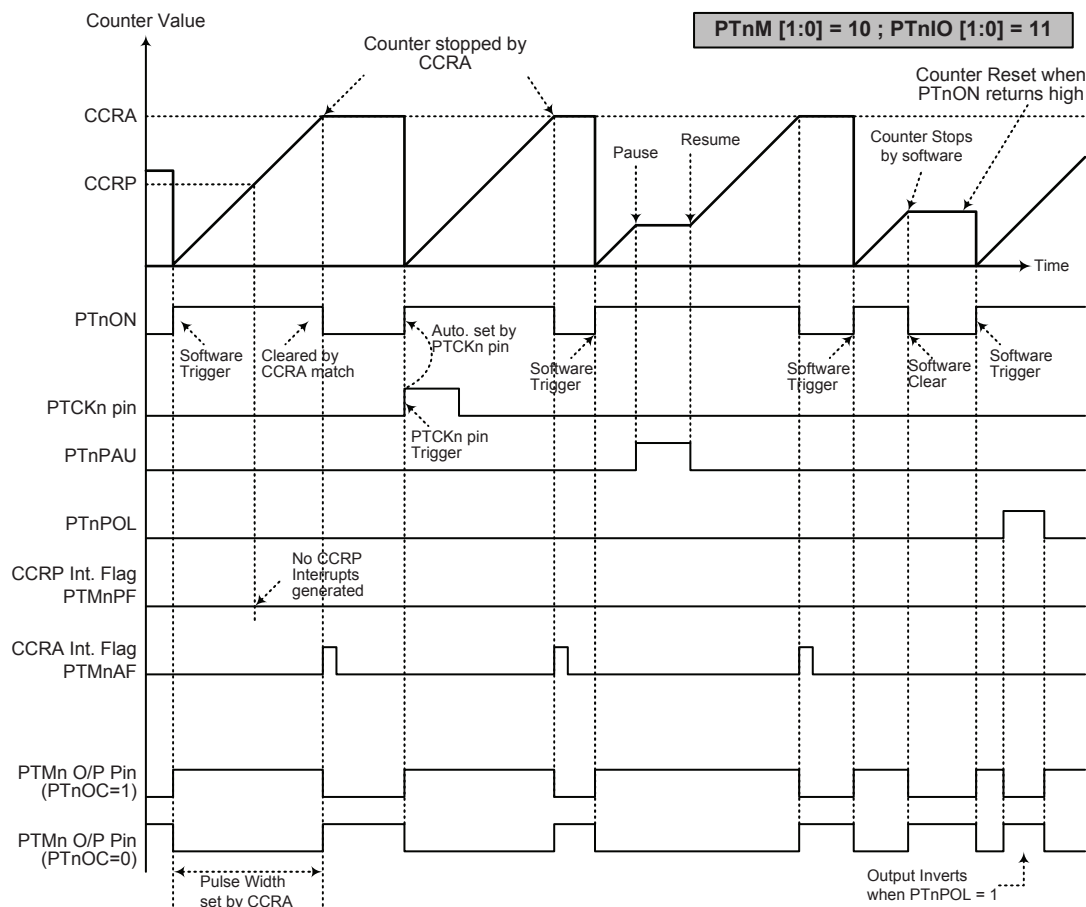 Counter Value
PTnM [1:0] = 10 ; PTnIO [1:0] = 11
Counter stopped by
CCRA
Counter Reset when
PTnON returns high
CCRA
Pause
Resume
Counter Stops
by software
CCRP
Time
PTnON
Software
Trigger
Cleared by
CCRA match
Auto. set by
PTCKn pin
Software
Trigger
Software
Trigger
Software
Clear
Software
Trigger
PTCKn pin
PTCKn pin
Trigger
PTnPAU
PTnPOL
CCRP Int. Flag
PTMnPF
No CCRP
Interrupts
generated
CCRA Int. Flag
PTMnAF
PTMn O/P Pin
(PTnOC=1)
PTMn O/P Pin
(PTnOC=0)
Pulse Width
set by CCRA
Output Inverts
when PTnPOL = 1